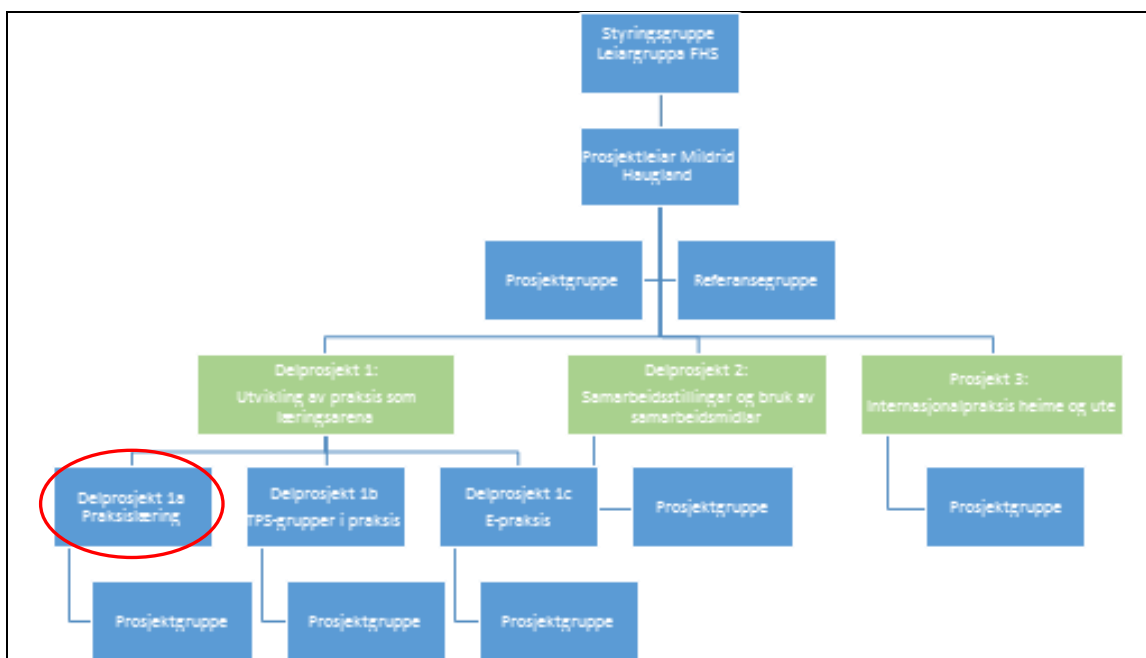 Styringsgruppe
Leiargruppa FHS
Prosjektleiar Mildrid
Haugland
Prosjektgruppe
Referansegruppe
Delprosjekt 1:
Utvikling av praksis som
læringsarena
Delprosjekt 2:
Samarbeidsstillingar og bruk av
samarbeidsmidlar
Prosjekt 3:
Internasjonalpraksis heime og ute
Delprosjekt 1a
Praksislæring
Delprosjekt 1b
TPS-grupper i praksis
Delprosjekt 1c
E-praksis
Prosjektgruppe
Prosjektgruppe
Prosjektgruppe
Prosjektgruppe
Prosjektgruppe